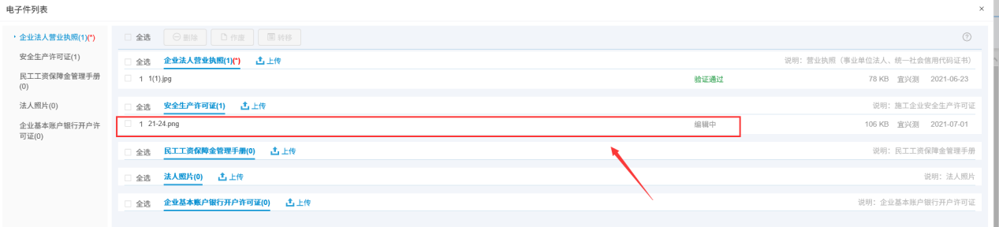 电子件列表 ×
企业法人营业执照(1)(*)
安全生产许可证(1)
民工工资保障金管理手册
(0)
法人照片(0)
企业基本账户银行开户许
可证(0)
全选 删除 作废 转移 ?
全选 企业法人营业执照(1)(*) 上传 说明：营业执照（事业单位法人、统一社会信用代码证书）
1 1(1).jpg 验证通过 78 KB 宜兴测 2021-06-23
全选 安全生产许可证(1) 上传 说明：施工企业安全生产许可证
1 21-24.png 编辑中 106 KB 宜兴测 2021-07-01
全选 民工工资保障金管理手册(0) 上传 说明：民工工资保障金管理手册
全选 法人照片(0) 上传 说明：法人照片
全选 企业基本账户银行开户许可证(0) 上传 说明：企业基本账户银行开户许可证